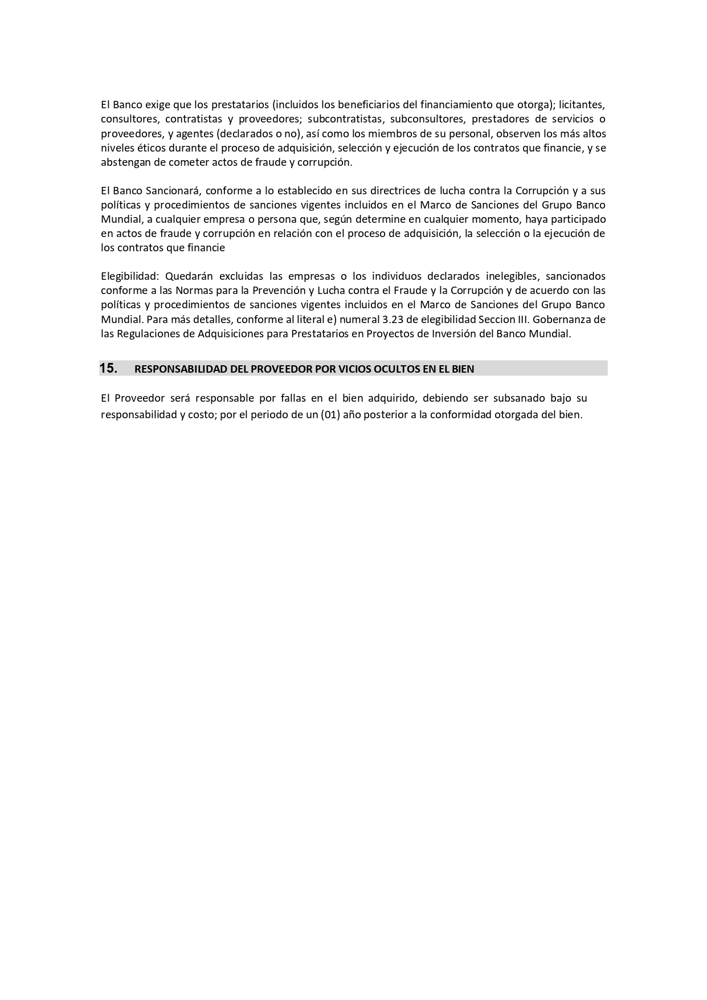 El Banco exige que los prestatarios (incluidos los beneficiarios del financiamiento que otorga); licitantes,
consultores, contratistas y proveedores; subcontratistas, subconsultores, prestadores de servicios o
proveedores, y agentes (declarados o no), así como los miembros de su personal, observen los más altos
niveles éticos durante el proceso de adquisición, selección y ejecución de los contratos que financie, y se
abstengan de cometer actos de fraude y corrupción.
El Banco Sancionará, conforme a lo establecido en sus directrices de lucha contra la Corrupción y a sus
políticas y procedimientos de sanciones vigentes incluidos en el Marco de Sanciones del Grupo Banco
Mundial, a cualquier empresa o persona que, según determine en cualquier momento, haya participado
en actos de fraude y corrupción en relación con el proceso de adquisición, la selección o la ejecución de
los contratos que financie
Elegibilidad: Quedarán excluidas las empresas o los individuos declarados inelegibles, sancionados
conforme a las Normas para la Prevención y Lucha contra el Fraude y la Corrupción y de acuerdo con las
políticas y procedimientos de sanciones vigentes incluidos en el Marco de Sanciones del Grupo Banco
Mundial. Para más detalles, conforme al literal e) numeral 3.23 de elegibilidad Seccion III. Gobernanza de
las Regulaciones de Adquisiciones para Prestatarios en Proyectos de Inversión del Banco Mundial.
15. RESPONSABILIDAD DEL PROVEEDOR POR VICIOS OCULTOS EN EL BIEN
El Proveedor será responsable por fallas en el bien adquirido, debiendo ser subsanado bajo su
responsabilidad y costo; por el periodo de un (01) año posterior a la conformidad otorgada del bien.